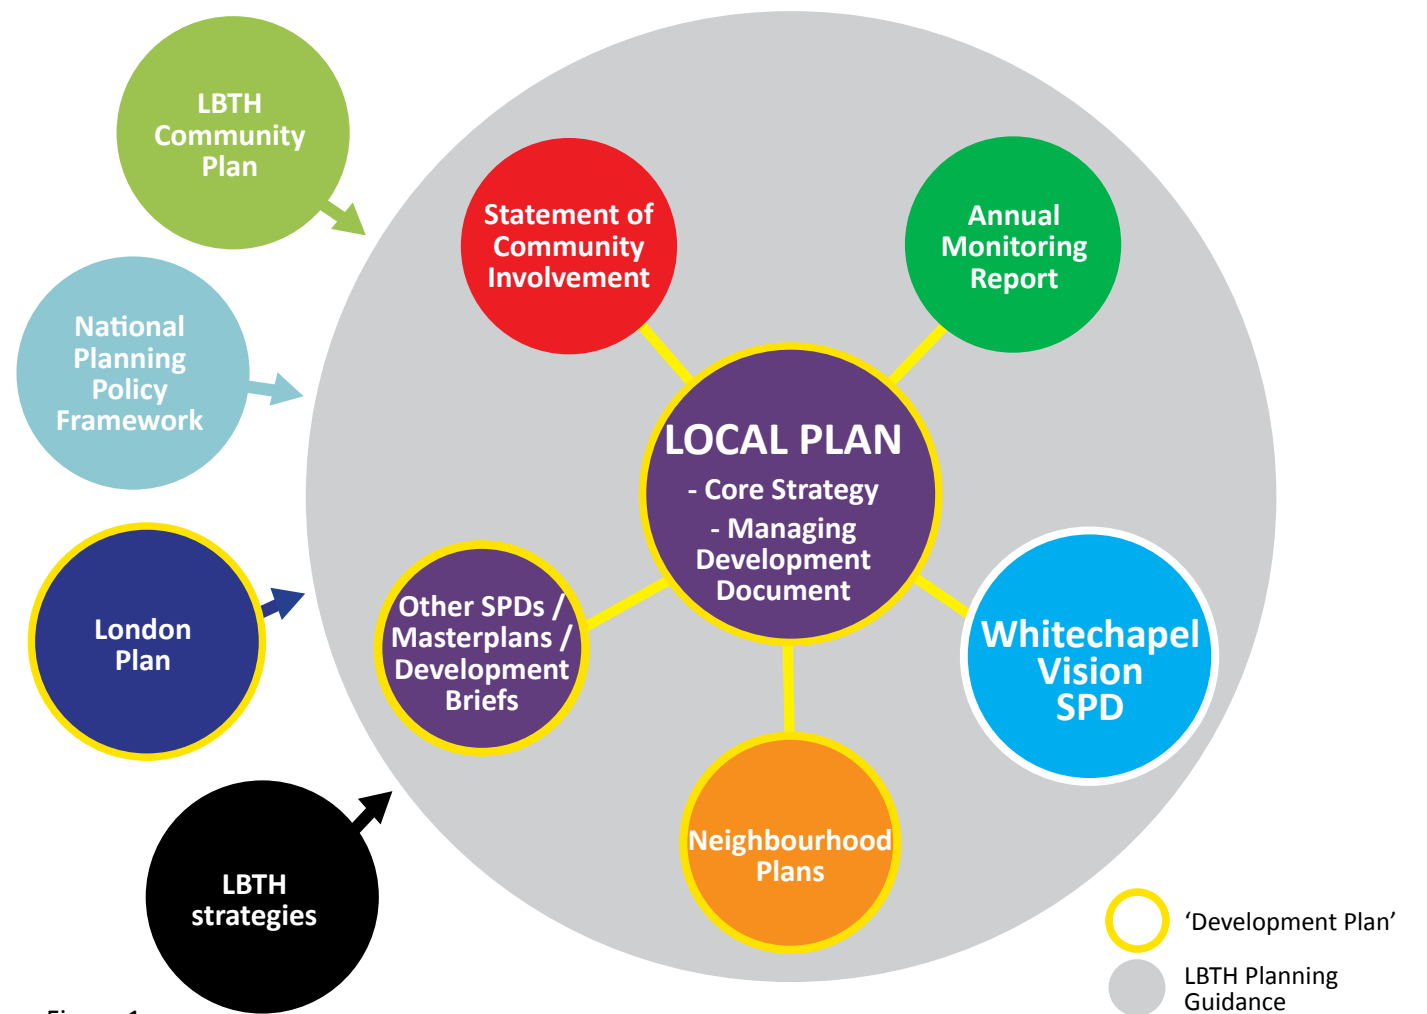 LBTH
Community
Plan
National
Planning
Policy
Framework
London
Plan
LBTH
strategies
Statement of
Community
Involvement
Annual
Monitoring
Report
LOCAL PLAN
- Core Strategy
- Managing
Development
Document
Other SPDs /
Masterplans /
Development
Briefs
Whitechapel
Vision
SPD
Neighbourhood
Plans
‘Development Plan’
LBTH Planning
Guidance